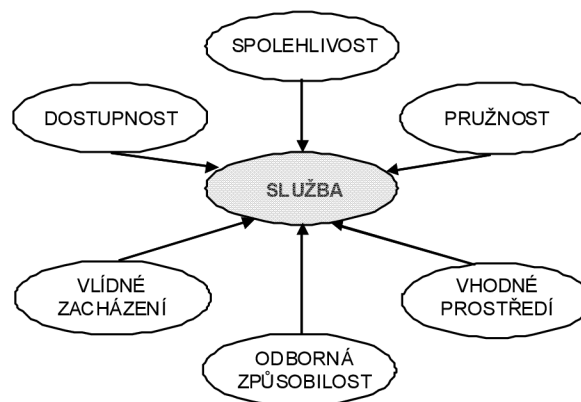 SPOLEHLIVOST
DOSTUPNOST
PRUŽNOST
SLUŽBA
VLÍDNÉ
ZACHÁZENÍ
VHODNÉ
PROSTŘEDÍ
ODBORNÁ
ZPŮSOBILOST